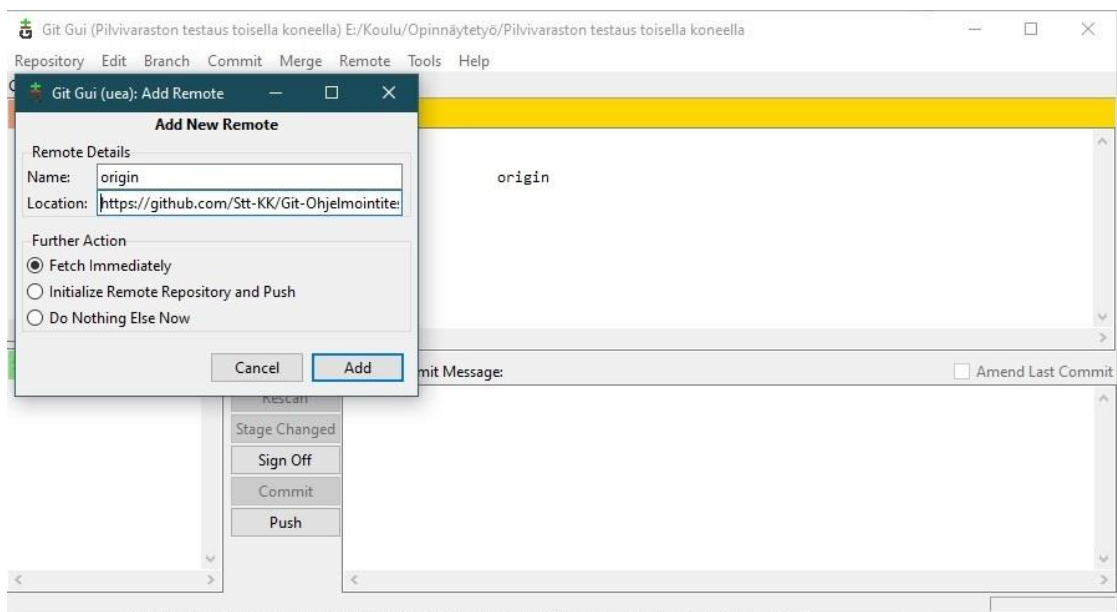 Git Gui (Pilvivaraston testaus toisella koneella) E:/Koulu/Opinnäytetyö/Pilvivaraston testaus toisella koneella
Repository Edit Branch Commit Merge Remote Tools Help
Git Gui (uea): Add Remote
Add New Remote
Remote Details
Name: origin
Location: https://github.com/Stt-KK/Git-Ohjelmointites
Further Action
Fetch Immediately
Initialize Remote Repository and Push
Do Nothing Else Now
Cancel Add
origin
mit Message: Amend Last Commit
Rescan
Stage Changed
Sign Off
Commit
Push